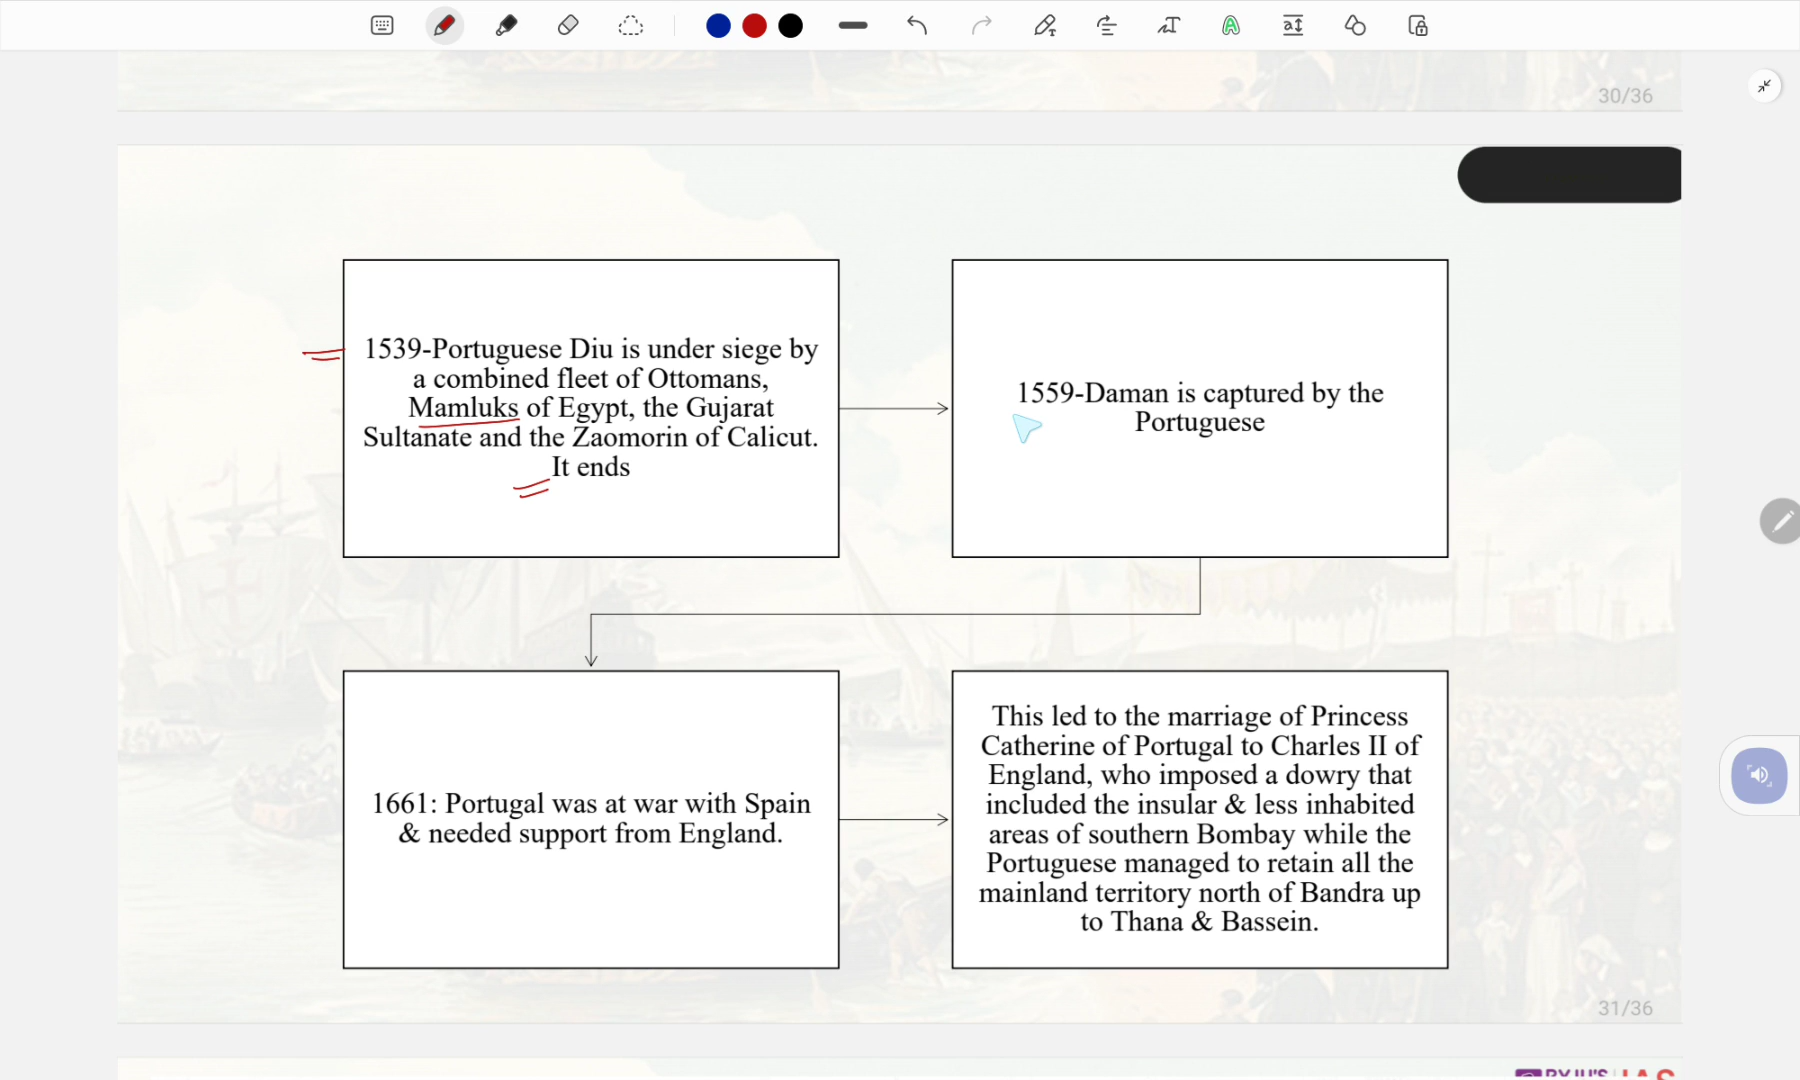 30/36
1539-Portuguese Diu is under siege by
a combined fleet of Ottomans,
Mamluks of Egypt, the Gujarat
Sultanate and the Zaomorin of Calicut.
It ends
1559-Daman is captured by the
Portuguese
1661: Portugal was at war with Spain
& needed support from England.
This led to the marriage of Princess
Catherine of Portugal to Charles II of
England, who imposed a dowry that
included the insular & less inhabited
areas of southern Bombay while the
Portuguese managed to retain all the
mainland territory north of Bandra up
to Thana & Bassein.
31/36